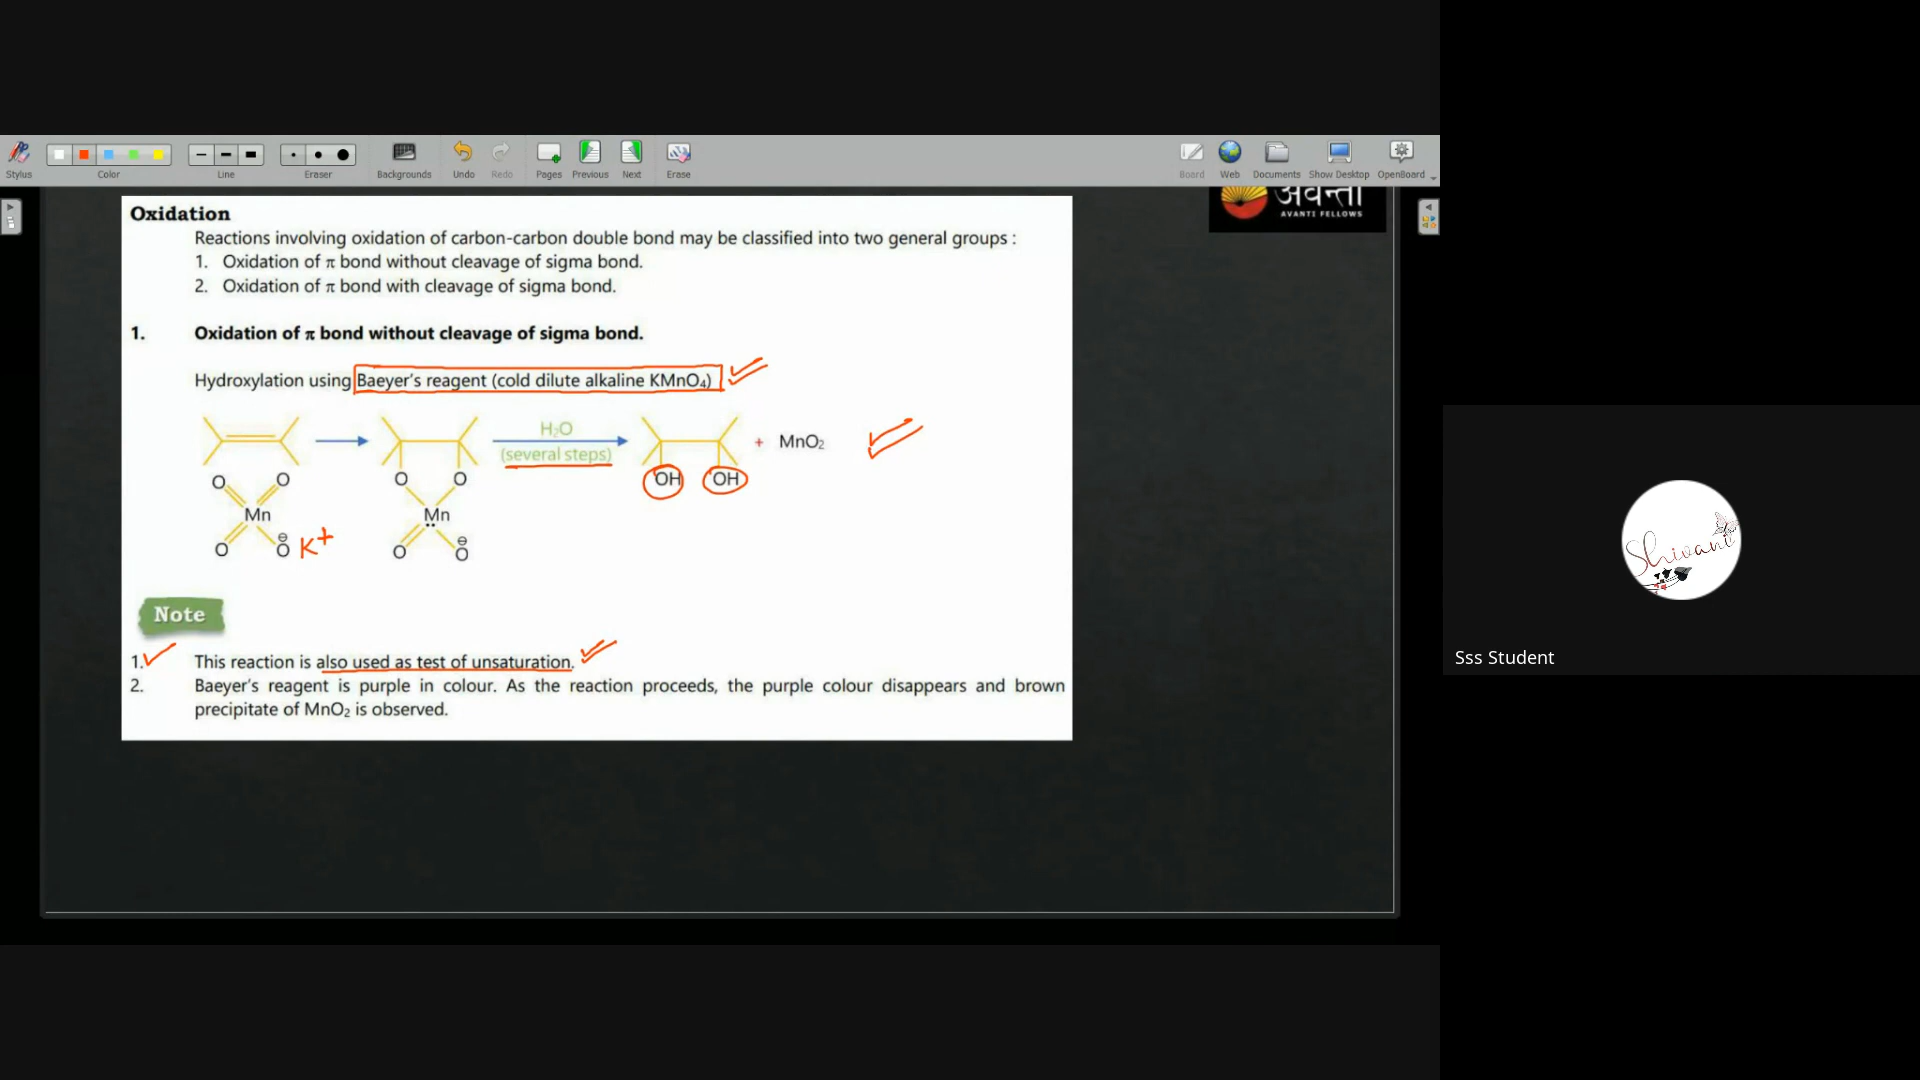 Stylus Color Line Eraser Backgrounds Undo Redo Pages Previous Next Erase Board Web Documents Show Desktop OpenBoard
अवन्ती
AVANTI FELLOWS
Oxidation
Reactions involving oxidation of carbon-carbon double bond may be classified into two general groups :
1. Oxidation of π bond without cleavage of sigma bond.
2. Oxidation of π bond with cleavage of sigma bond.
1. Oxidation of π bond without cleavage of sigma bond.
Hydroxylation using Baeyer's reagent (cold dilute alkaline KMnO₄)
H₂O
(several steps)
+ MnO₂
O O O O OH OH
Mn Mn
O O⊖ K+ O O⊖
Note
1. This reaction is also used as test of unsaturation.
2. Baeyer's reagent is purple in colour. As the reaction proceeds, the purple colour disappears and brown
precipitate of MnO₂ is observed.
Shivani
Sss Student